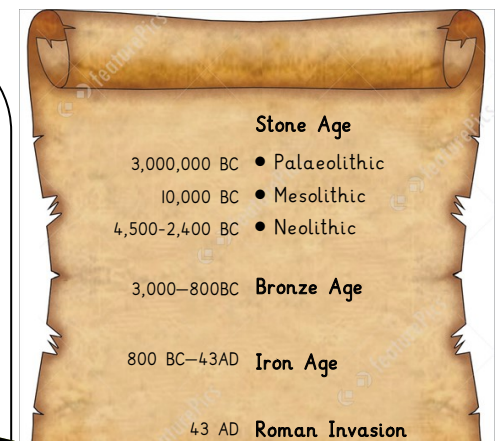 Stone Age
3,000,000 BC • Palaeolithic
10,000 BC • Mesolithic
4,500-2,400 BC • Neolithic
3,000–800BC Bronze Age
800 BC–43AD Iron Age
43 AD Roman Invasion